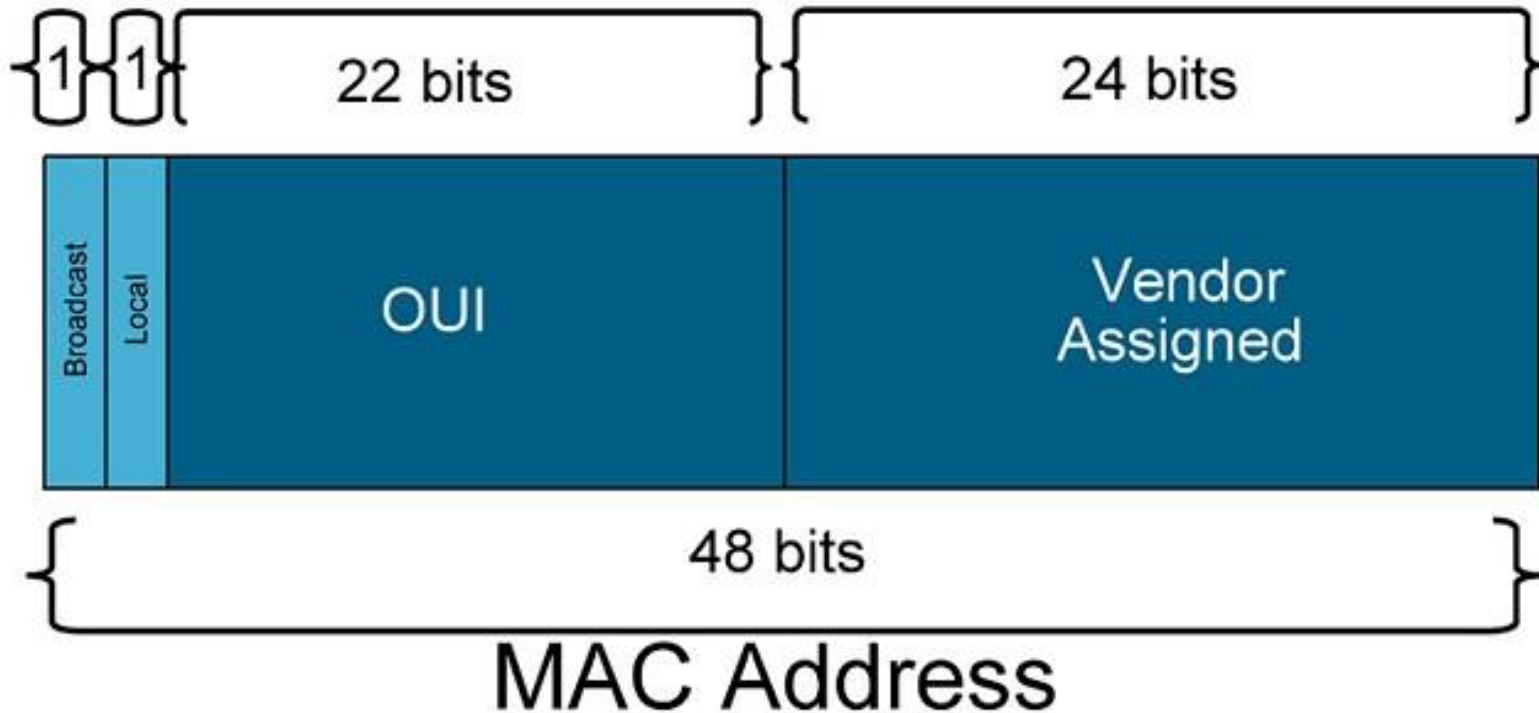 1 1 22 bits 24 bits
Broadcast
Local
OUI
Vendor
Assigned
48 bits
MAC Address